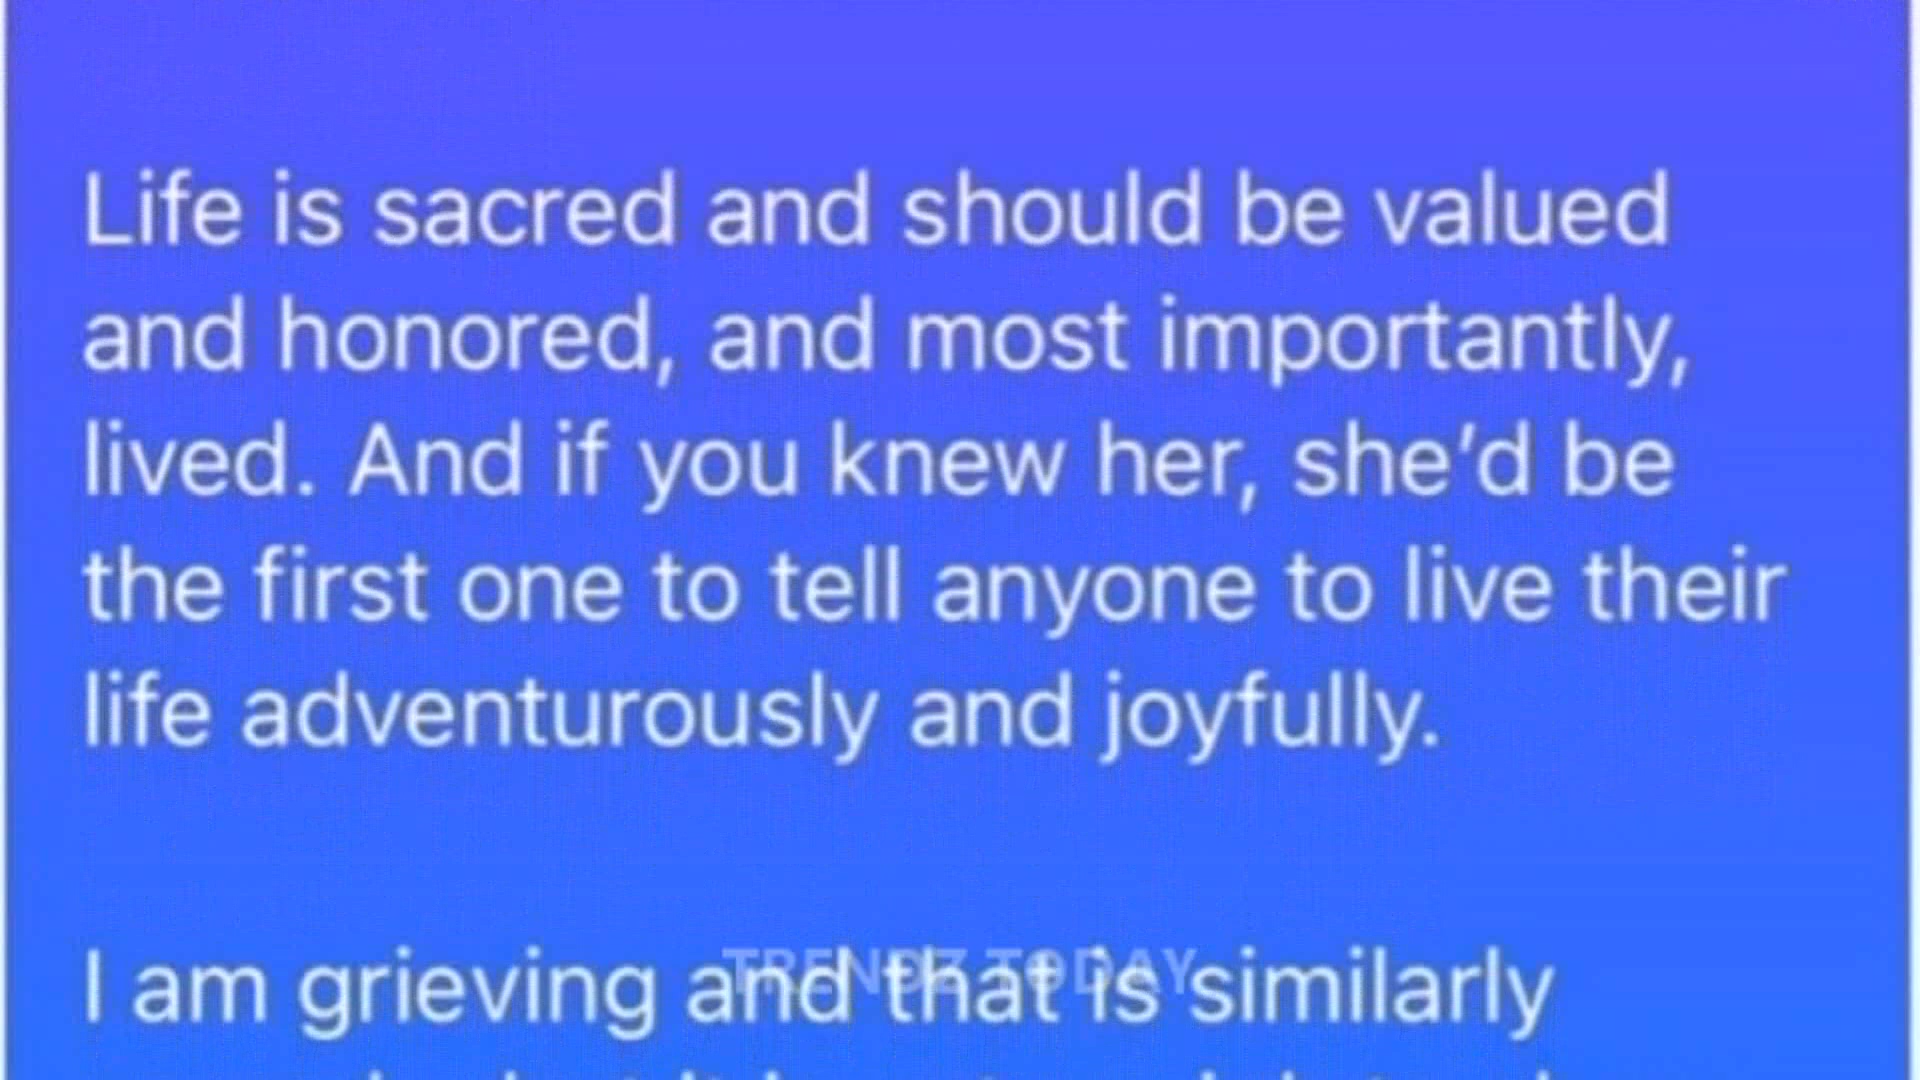 Life is sacred and should be valued
and honored, and most importantly,
lived. And if you knew her, she’d be
the first one to tell anyone to live their
life adventurously and joyfully.
I am grieving and that is similarly
TRENDZ TODAY